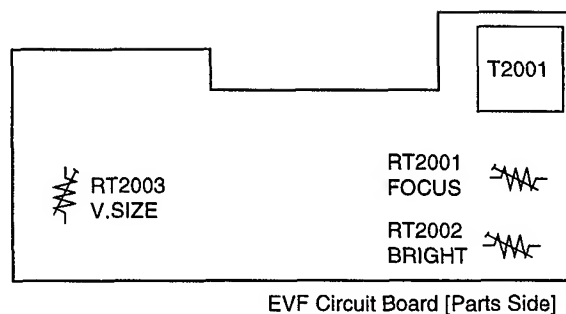 T2001
RT2001
FOCUS
RT2003
V.SIZE
RT2002
BRIGHT
EVF Circuit Board [Parts Side]